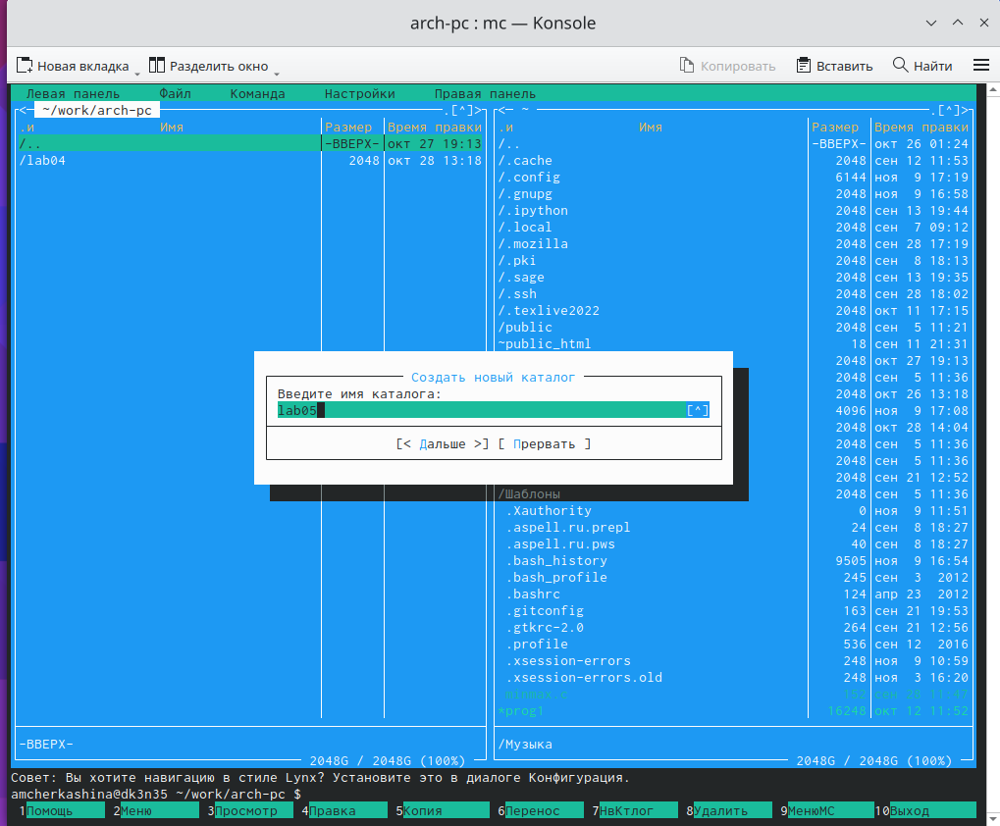 arch-pc : mc — Konsole
Новая вкладка Разделить окно Копировать Вставить Найти
Левая панель Файл Команда Настройки Правая панель
<- ~/work/arch-pc .[^]>
.и Имя Размер Время правки
/.. -ВВЕРХ- окт 27 19:13
/lab04 2048 окт 28 13:18
-ВВЕРХ-
2048G / 2048G (100%)
<- ~ .[^]>
.и Имя Размер Время правки
/.. -ВВЕРХ- окт 26 01:24
/.cache 2048 сен 12 11:53
/.config 6144 ноя 9 17:19
/.gnupg 2048 ноя 9 16:58
/.ipython 2048 сен 13 19:44
/.local 2048 сен 7 09:12
/.mozilla 2048 сен 28 17:19
/.pki 2048 сен 8 18:13
/.sage 2048 сен 13 19:35
/.ssh 2048 сен 28 18:02
/.texlive2022 2048 окт 11 17:15
/public 2048 сен 5 11:21
~public_html 18 сен 11 21:31
2048 окт 27 19:13
2048 сен 5 11:36
2048 окт 26 13:18
4096 ноя 9 17:08
2048 окт 28 14:04
2048 сен 5 11:36
2048 сен 5 11:36
2048 сен 21 12:52
/Шаблоны 2048 сен 5 11:36
.Xauthority 0 ноя 9 11:51
.aspell.ru.prepl 24 сен 8 18:27
.aspell.ru.pws 40 сен 8 18:27
.bash_history 9505 ноя 9 16:54
.bash_profile 245 сен 3 2012
.bashrc 124 апр 23 2012
.gitconfig 163 сен 21 19:53
.gtkrc-2.0 264 сен 21 12:56
.profile 536 сен 12 2016
.xsession-errors 248 ноя 9 10:59
.xsession-errors.old 248 ноя 3 16:20
minmax.c 152 сен 28 11:47
*prog1 16248 окт 12 11:52
/Музыка
2048G / 2048G (100%)
Создать новый каталог
Введите имя каталога:
lab05 [^]
[< Дальше >] [ Прервать ]
Совет: Вы хотите навигацию в стиле Lynx? Установите это в диалоге Конфигурация.
amcherkashina@dk3n35 ~/work/arch-pc $
1Помощь 2Меню 3Просмотр 4Правка 5Копия 6Перенос 7НвКтлог 8Удалить 9МенюМС 10Выход